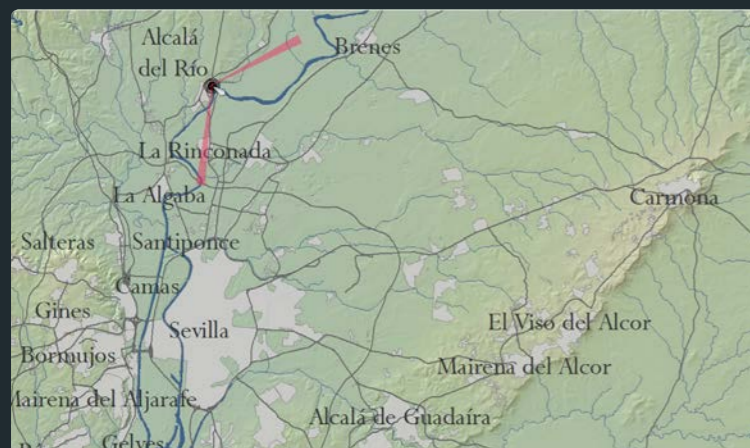 Alcalá
del Río
Brenes
La Rinconada
La Algaba
Carmona
Salteras
Santiponce
Camas
Gines
Sevilla
El Viso del Alcor
Bormujos
Mairena del Alcor
Mairena del Aljarafe
Alcalá de Guadaíra
Gelves